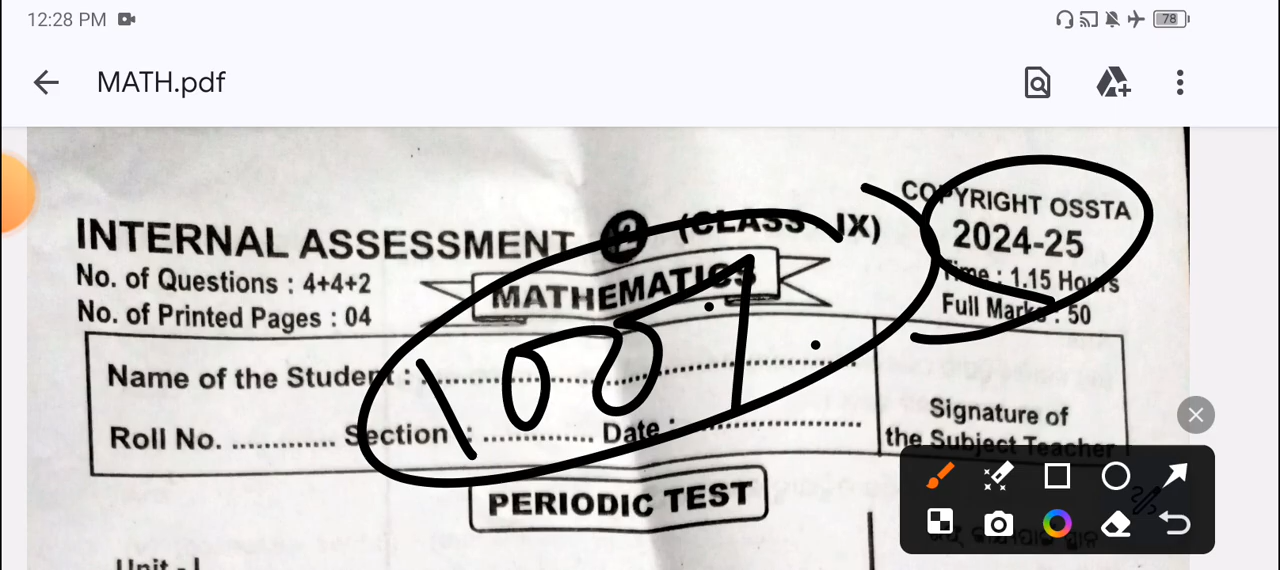 12:28 PM 78
MATH.pdf
COPYRIGHT OSSTA
INTERNAL ASSESSMENT (CLASS - IX) 2024-25
No. of Questions : 4+4+2 MATHEMATICS Time : 1.15 Hours
No. of Printed Pages : 04 Full Marks : 50
Name of the Student :
Roll No. .............. Section : .............. Date :
Signature of
the Subject Teacher
PERIODIC TEST
Unit - I